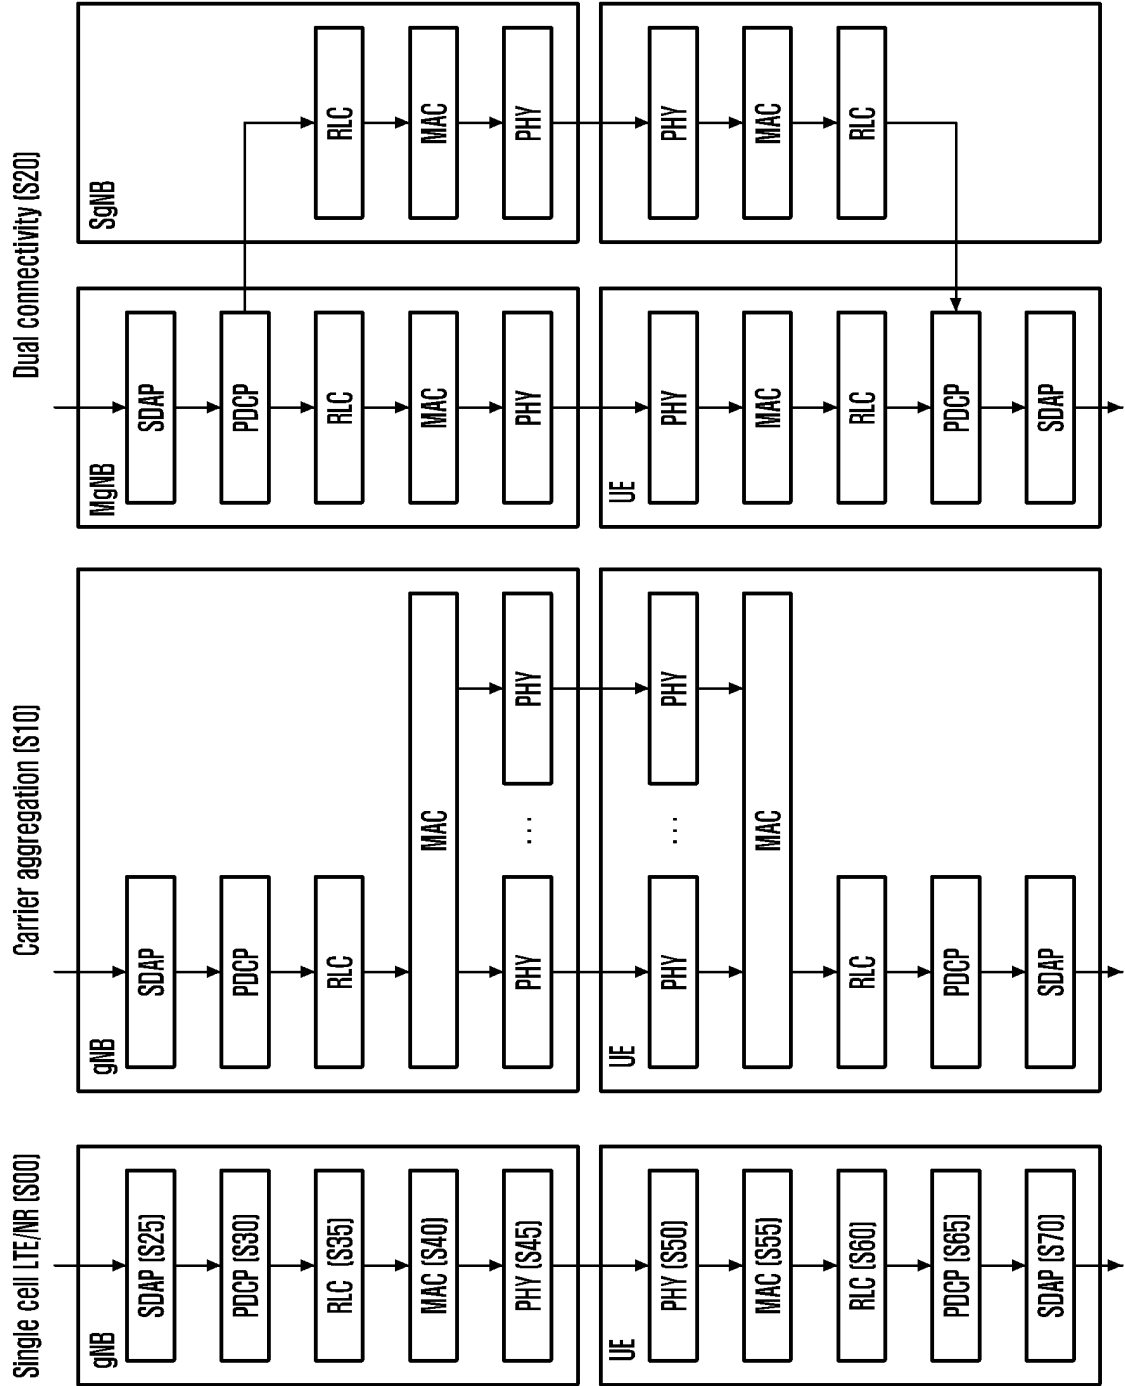 Single cell LTE/NR (S00)
gNB
SDAP (S25)
PDCP (S30)
RLC (S35)
MAC (S40)
PHY (S45)
UE
PHY (S50)
MAC (S55)
RLC (S60)
PDCP (S65)
SDAP (S70)
Carrier aggregation (S10)
gNB
SDAP
PDCP
RLC
MAC
PHY
...
PHY
UE
PHY
...
PHY
MAC
RLC
PDCP
SDAP
Dual connectivity (S20)
MgNB
SDAP
PDCP
RLC
MAC
PHY
SgNB
RLC
MAC
PHY
UE
PHY
MAC
RLC
PDCP
SDAP
PHY
MAC
RLC